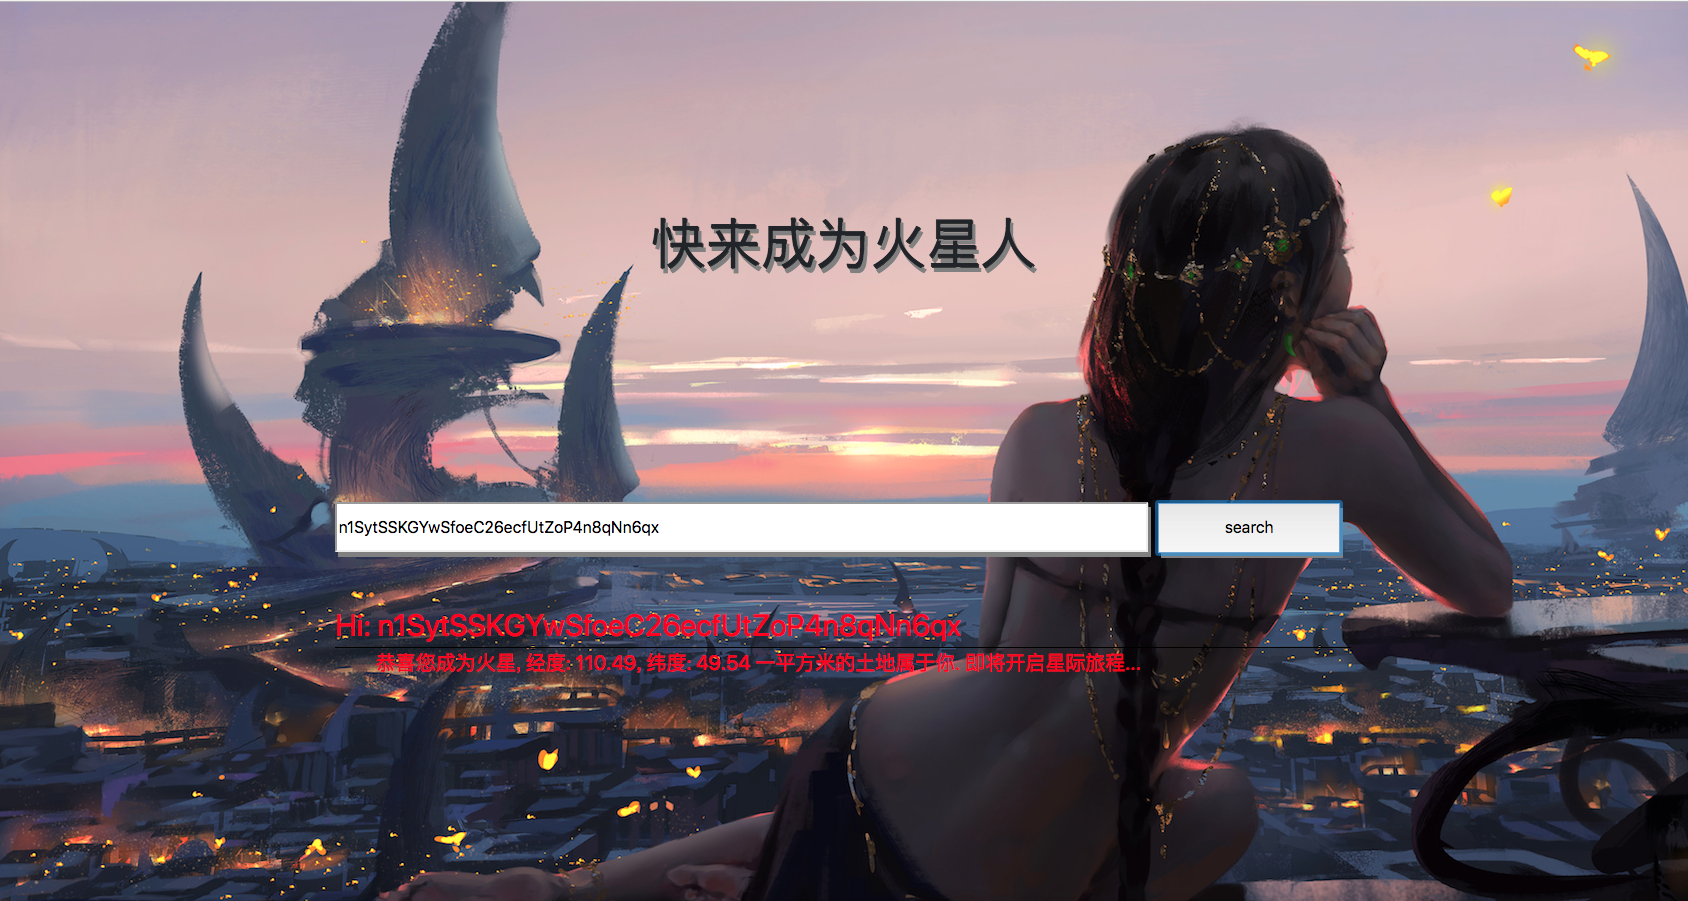 快来成为火星人
n1SytSSKGYwSfoeC26ecfUtZoP4n8qNn6qx
search
Hi: n1SytSSKGYwSfoeC26ecfUtZoP4n8qNn6qx
恭喜您成为火星, 经度: 110.49, 纬度: 49.54 一平方米的土地属于你. 即将开启星际旅程...